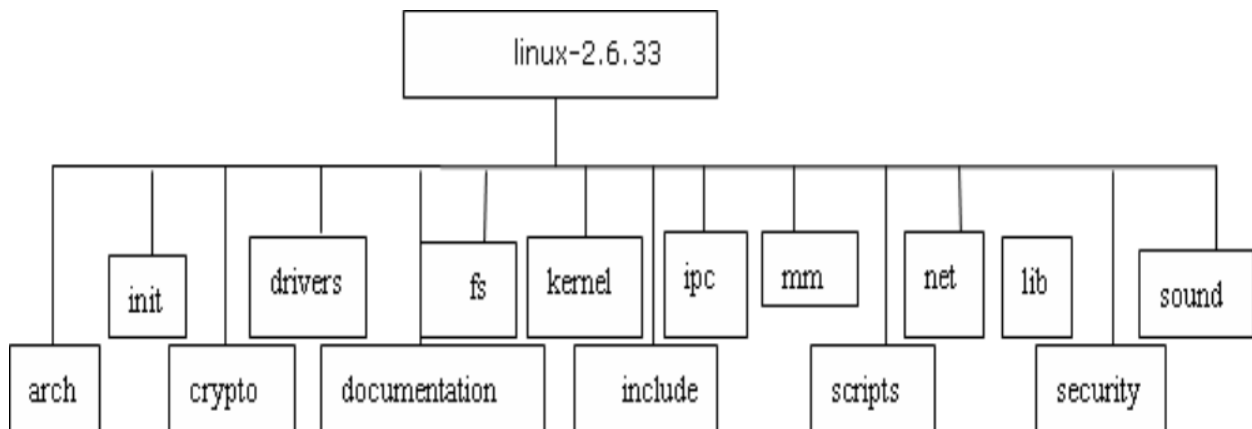 linux-2.6.33
init
drivers
fs
kernel
ipc
mm
net
lib
sound
arch
crypto
documentation
include
scripts
security